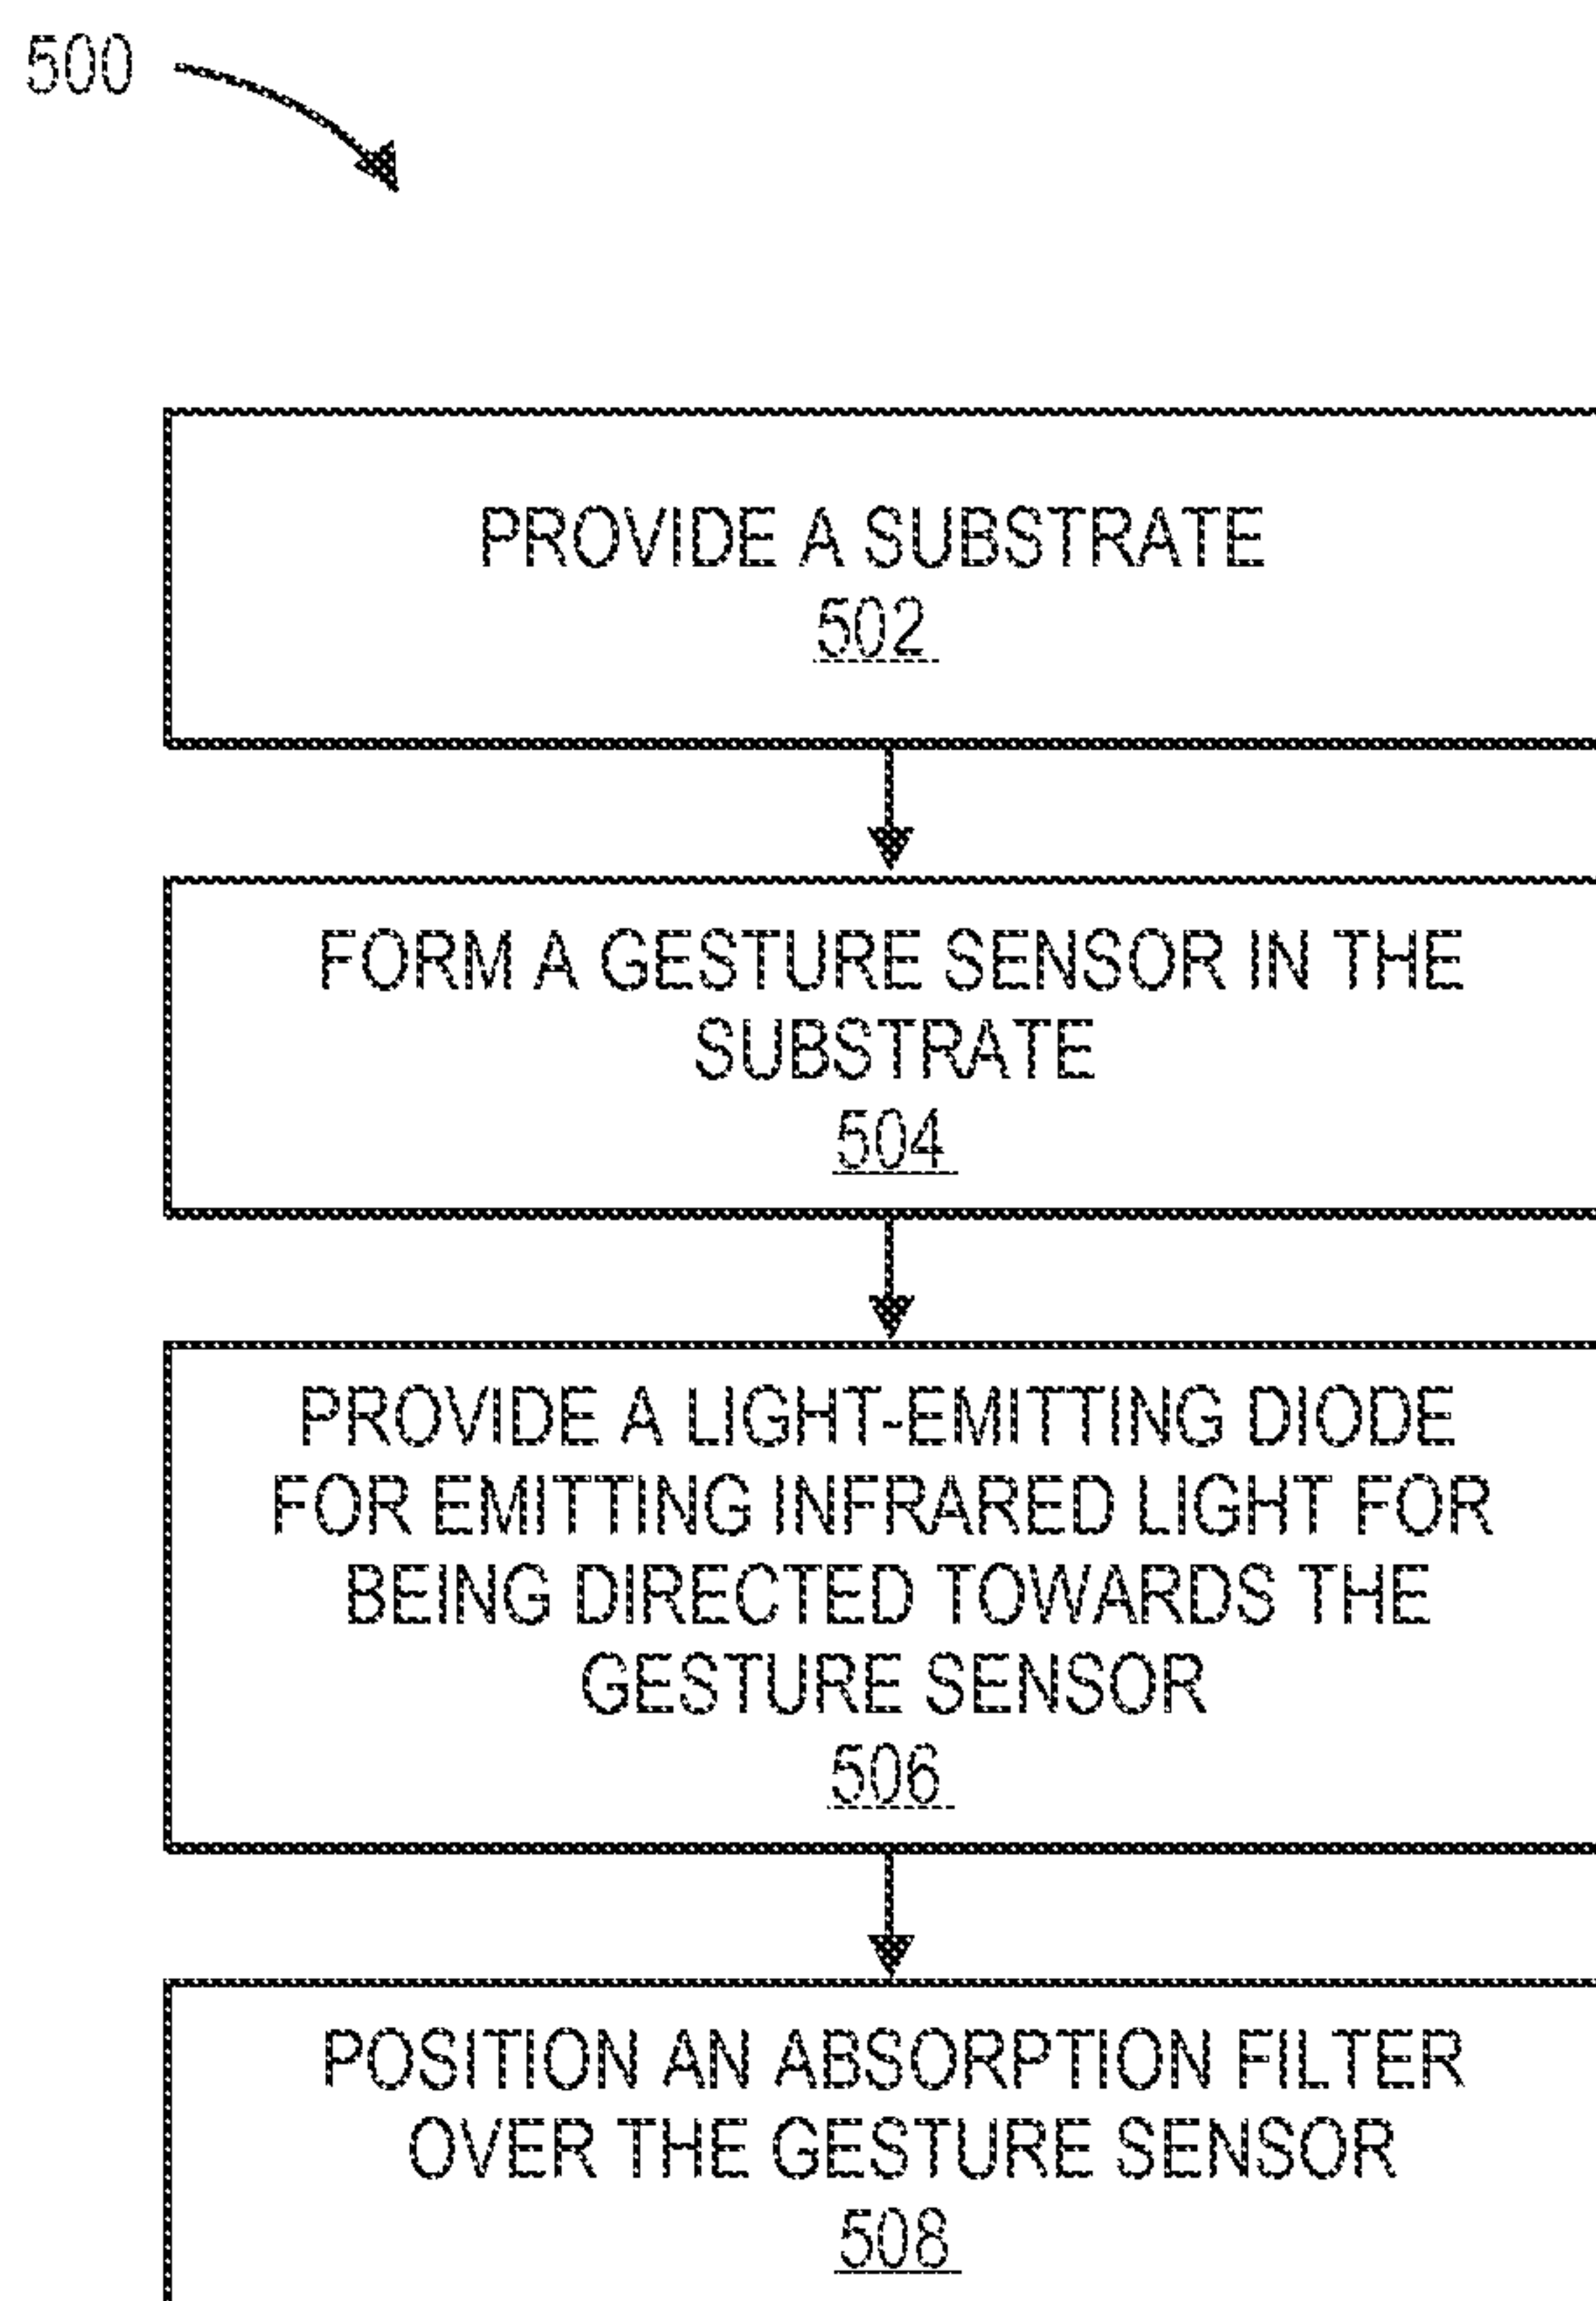 500
PROVIDE A SUBSTRATE
502
FORM A GESTURE SENSOR IN THE
SUBSTRATE
504
PROVIDE A LIGHT-EMITTING DIODE
FOR EMITTING INFRARED LIGHT FOR
BEING DIRECTED TOWARDS THE
GESTURE SENSOR
506
POSITION AN ABSORPTION FILTER
OVER THE GESTURE SENSOR
508